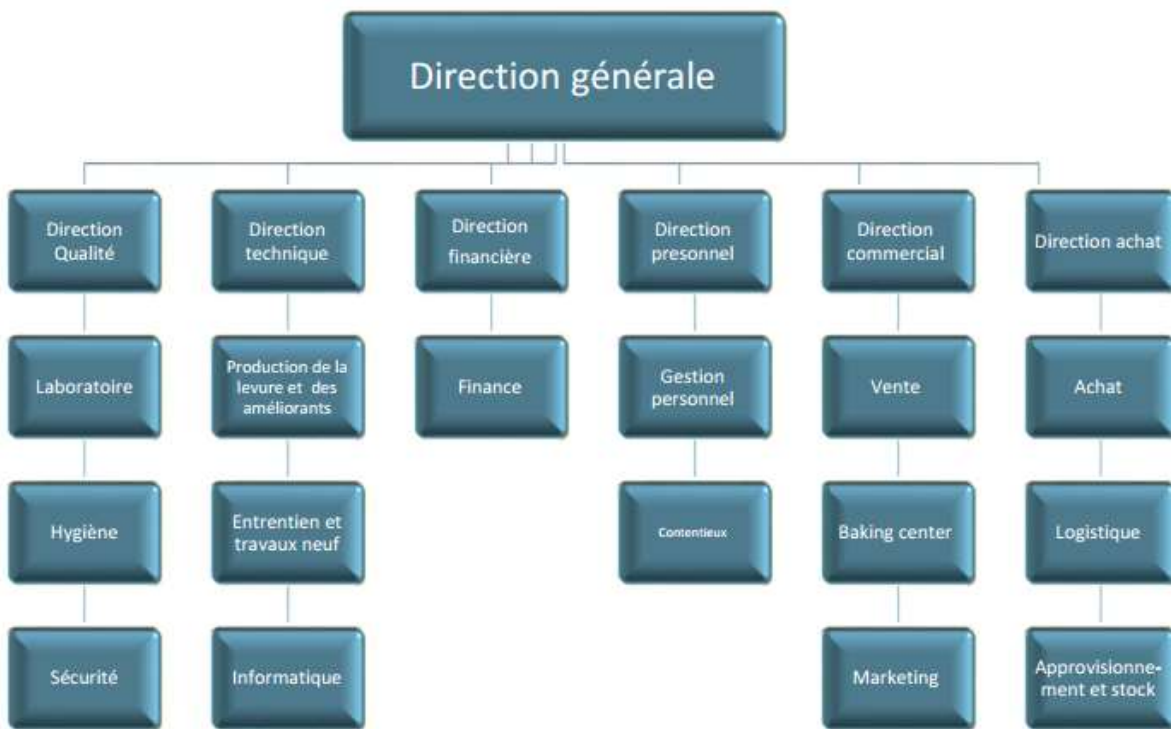 Direction générale
Direction
Qualité
Direction
technique
Direction
financière
Direction
presonnel
Direction
commercial
Direction achat
Laboratoire
Production de la
levure et des
améliorants
Finance
Gestion
personnel
Vente
Achat
Hygiène
Entrentien et
travaux neuf
Contentieux
Baking center
Logistique
Sécurité
Informatique
Marketing
Approvisionne-
ment et stock